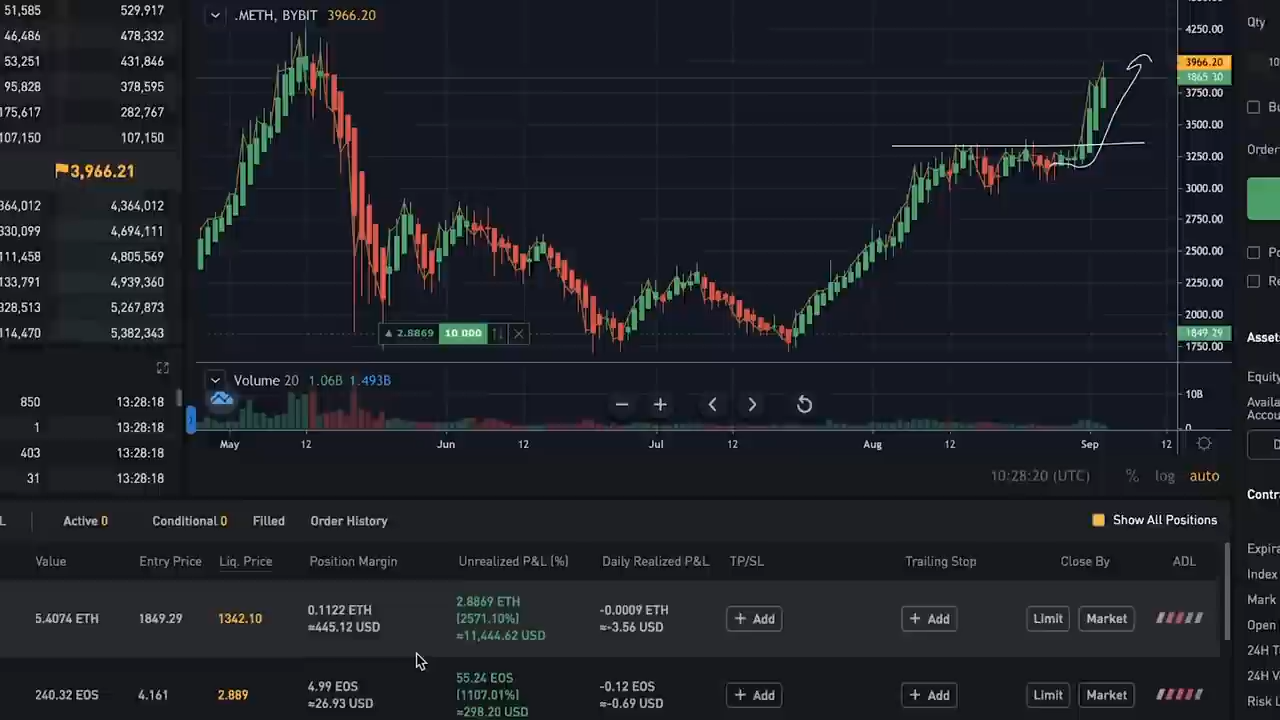 51,585 529,917
46,486 478,332
53,251 431,846
95,828 378,595
175,617 282,767
107,150 107,150
3,966.21
364,012 4,364,012
330,099 4,694,111
111,458 4,805,569
133,791 4,939,360
328,513 5,267,873
114,470 5,382,343
850 13:28:18
1 13:28:18
403 13:28:18
31 13:28:18
.METH, BYBIT 3966.20
4250.00
3966.20
3865.30
3750.00
3500.00
3250.00
3000.00
2750.00
2500.00
2250.00
2000.00
1849.29
1750.00
2.8869 10 000
Volume 20 1.06B 1.493B
10B
0
May 12 Jun 12 Jul 12 Aug 12 Sep 12
10:28:20 (UTC) % log auto
Qty
10
Bu
Order
Po
Re
Assets
Equity
Availa
Accou
D
Contra
Expira
Index
Mark
Open
24H T
24H V
Risk L
L Active 0 Conditional 0 Filled Order History Show All Positions
Value Entry Price Liq. Price Position Margin Unrealized P&L (%) Daily Realized P&L TP/SL Trailing Stop Close By ADL
5.4074 ETH 1849.29 1342.10 0.1122 ETH
≈445.12 USD
2.8869 ETH
(2571.10%)
≈11,444.62 USD
-0.0009 ETH
≈-3.56 USD
+ Add + Add Limit Market
240.32 EOS 4.161 2.889 4.99 EOS
≈26.93 USD
55.24 EOS
(1107.01%)
≈298.20 USD
-0.12 EOS
≈-0.69 USD
+ Add + Add Limit Market